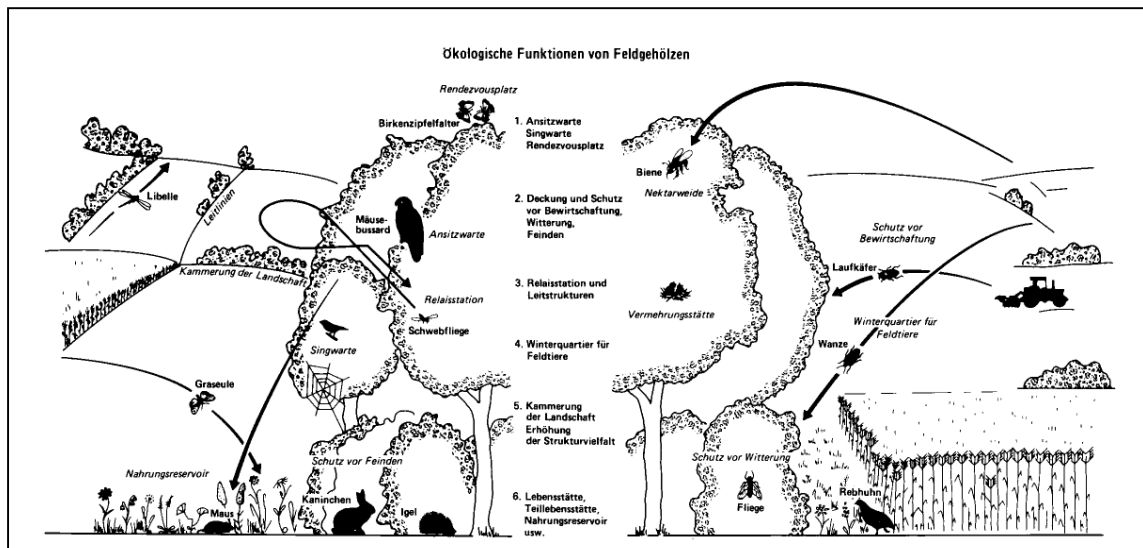 Ökologische Funktionen von Feldgehölzen
Rendezvousplatz
Birkenzipfelfalter
Libelle
Leitlinien
Mäuse-
bussard
Ansitzwarte
Kammerung der Landschaft
Relaisstation
Schwebfliege
Singwarte
Graseule
Nahrungsreservoir
Schutz vor Feinden
Maus
Kaninchen
Igel
1. Ansitzwarte
Singwarte
Rendezvousplatz
2. Deckung und Schutz
vor Bewirtschaftung,
Witterung,
Feinden
3. Relaisstation und
Leitstrukturen
4. Winterquartier für
Feldtiere
5. Kammerung
der Landschaft
Erhöhung
der Strukturvielfalt
6. Lebensstätte,
Teillebensstätte,
Nahrungsreservoir
usw.
Biene
Nektarweide
Schutz vor
Bewirtschaftung
Laufkäfer
Vermehrungsstätte
Winterquartier für
Feldtiere
Wanze
Schutz vor Witterung
Fliege
Rebhuhn